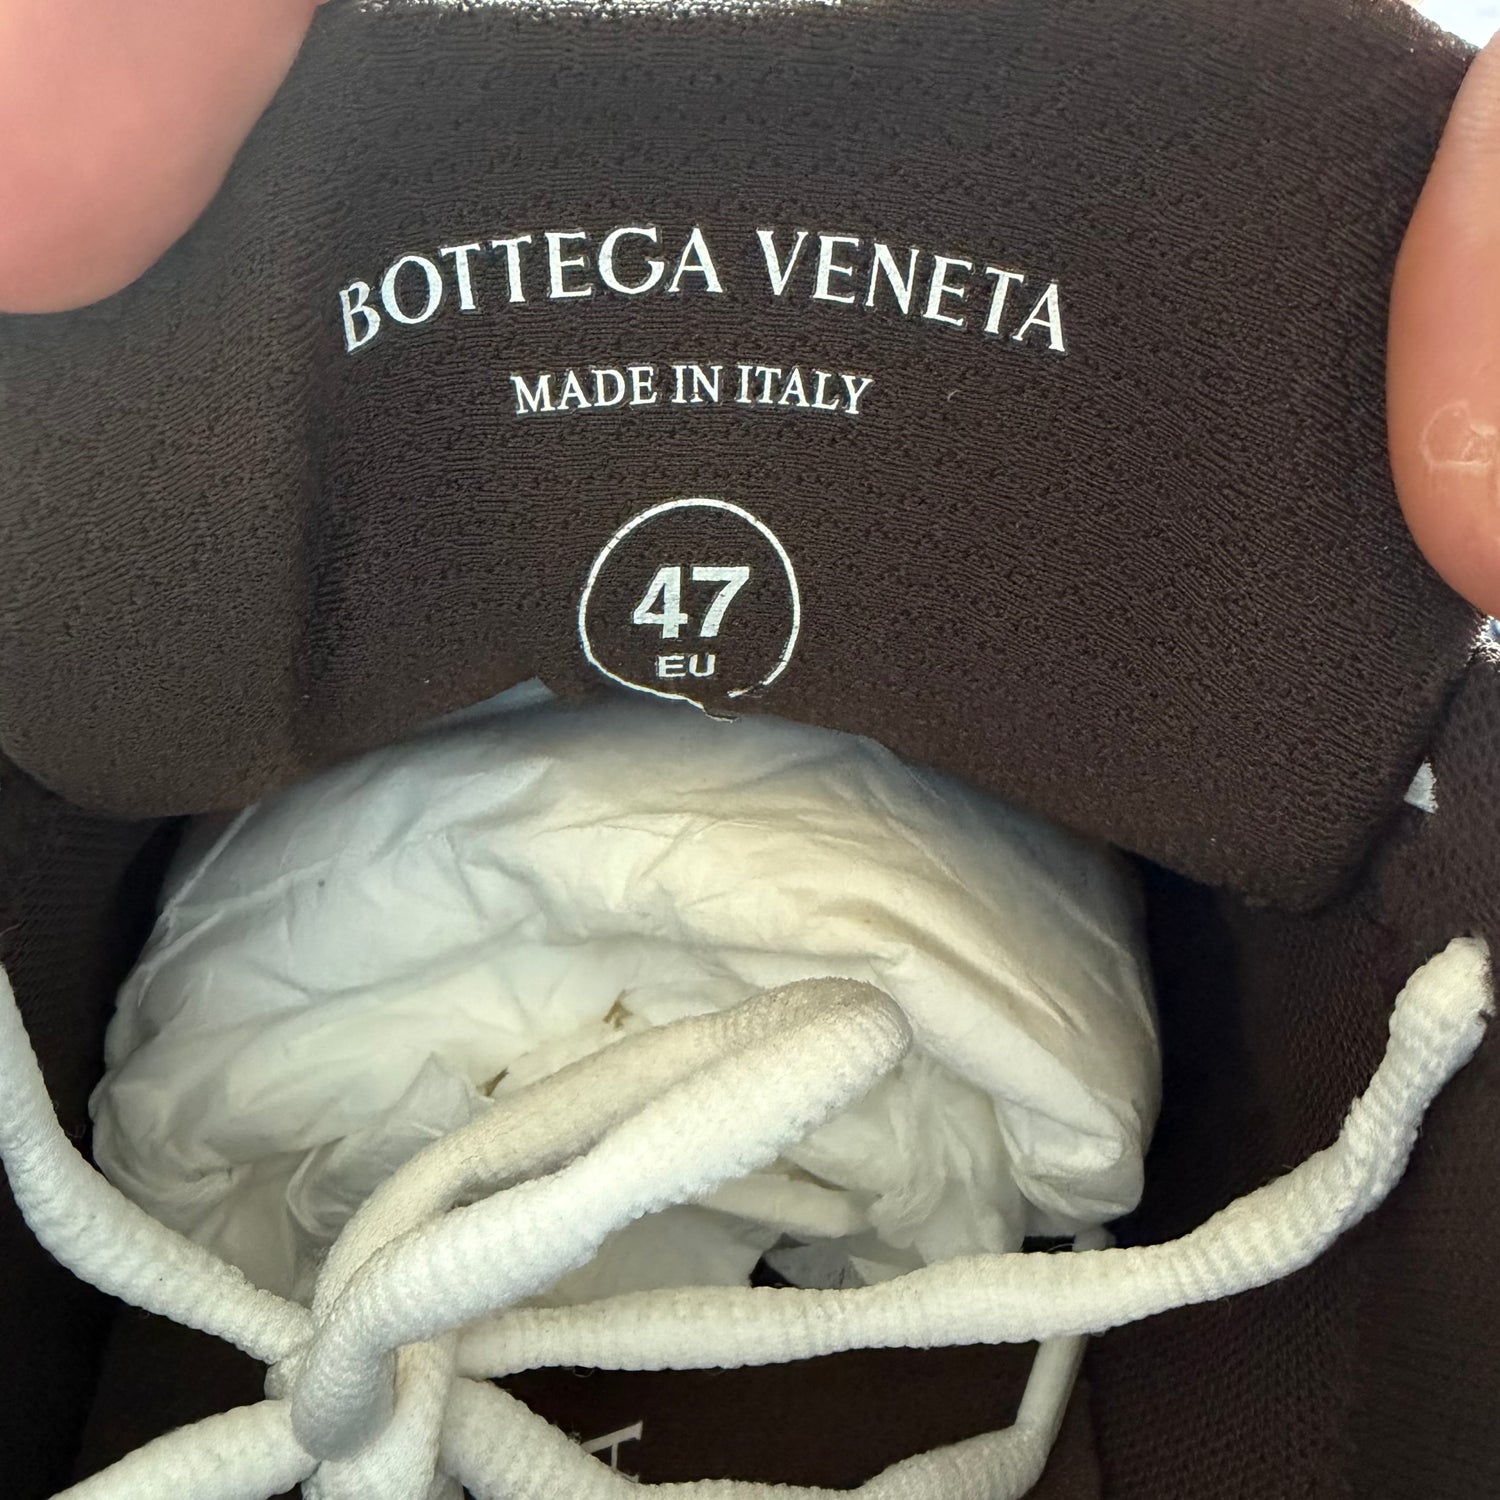 BOTTEGA VENETA
MADE IN ITALY
47
EU